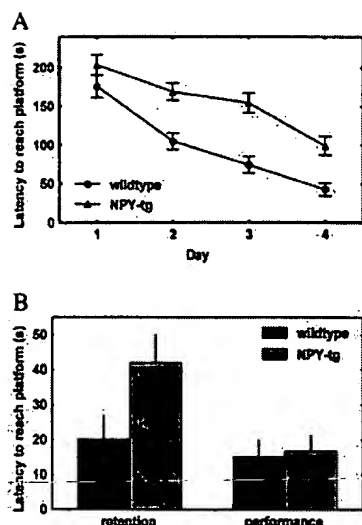 A
Latency to reach platform (s)
200
150
100
50
0
wildtype
NPY-tg
1 2 3 4
Day
B
Latency to reach platform (s)
50
40
30
20
10
0
wildtype
NPY-tg
retention performance